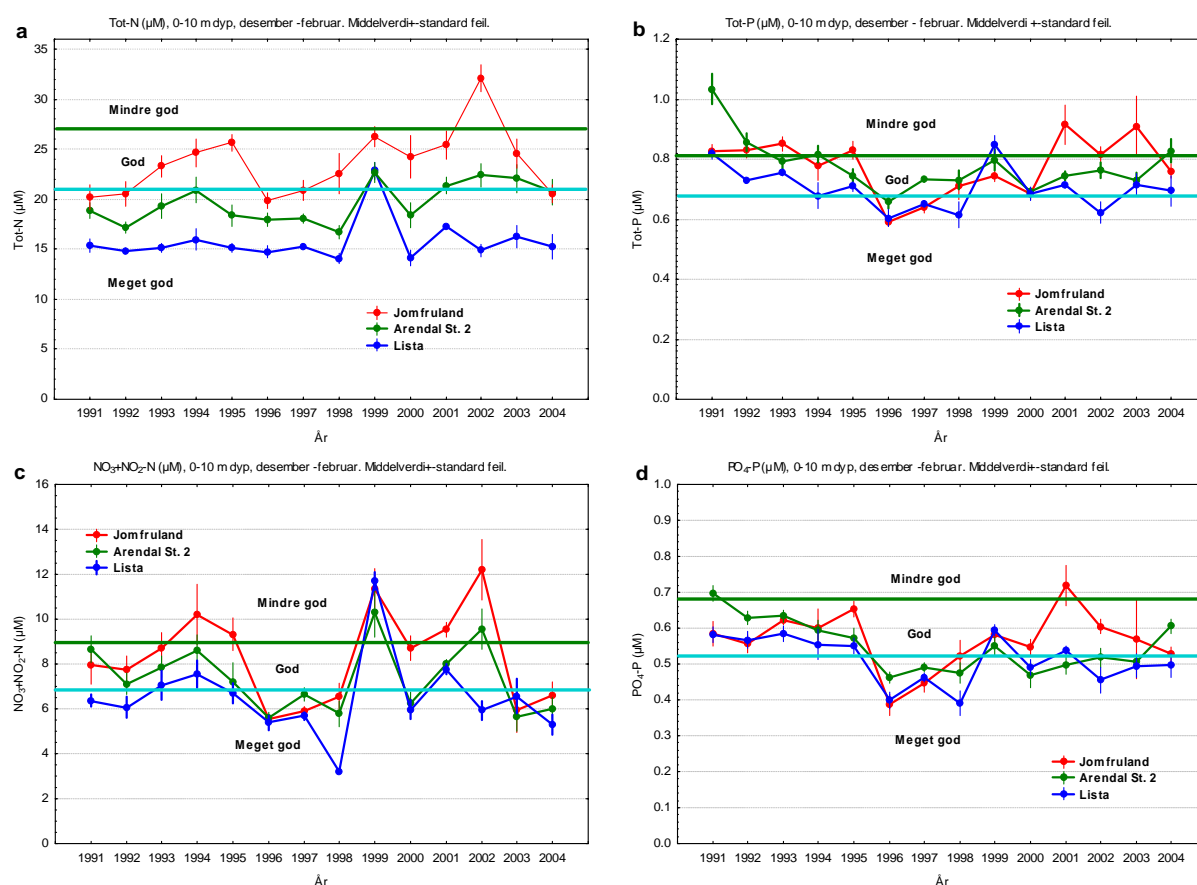 a
Tot-N (µM), 0-10 m dyp, desember -februar. Middelverdi+-standard feil.
Tot-N (µM)
35
30
25
20
15
10
5
0
Mindre god
God
Meget god
Jomfruland
Arendal St. 2
Lista
1991 1992 1993 1994 1995 1996 1997 1998 1999 2000 2001 2002 2003 2004
År
b
Tot-P (µM), 0-10 m dyp, desember - februar. Middelverdi +-standard feil.
Tot-P (µM)
1.2
1.0
0.8
0.6
0.4
0.2
0.0
Mindre god
God
Meget god
Jomfruland
Arendal St. 2
Lista
1991 1992 1993 1994 1995 1996 1997 1998 1999 2000 2001 2002 2003 2004
År
c
NO₃+NO₂-N (µM), 0-10 m dyp, desember -februar. Middelverdi+-standard feil.
NO₃+NO₂-N (µM)
16
14
12
10
8
6
4
2
0
Jomfruland
Arendal St. 2
Lista
Mindre god
God
Meget god
1991 1992 1993 1994 1995 1996 1997 1998 1999 2000 2001 2002 2003 2004
År
d
PO₄-P (µM), 0-10 m dyp, desember -februar. Middelverdi+-standard feil.
PO₄-P (µM)
1.0
0.9
0.8
0.7
0.6
0.5
0.4
0.3
0.2
0.1
0.0
Mindre god
God
Meget god
Jomfruland
Arendal St. 2
Lista
1991 1992 1993 1994 1995 1996 1997 1998 1999 2000 2001 2002 2003 2004
År